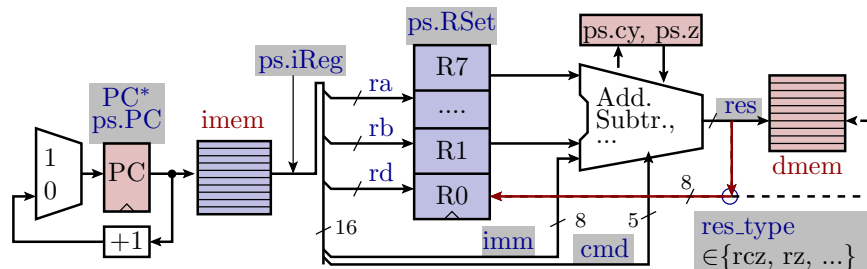 ps.RSet
ps.cy, ps.z
ps.iReg
R7
PC*
ps.PC
imem
ra
....
Add.
Subtr.,
...
res
1
0
PC
rb
R1
dmem
rd
R0
8
+1
16
imm
8
cmd
5
res_type
∈{rcz, rz, ...}